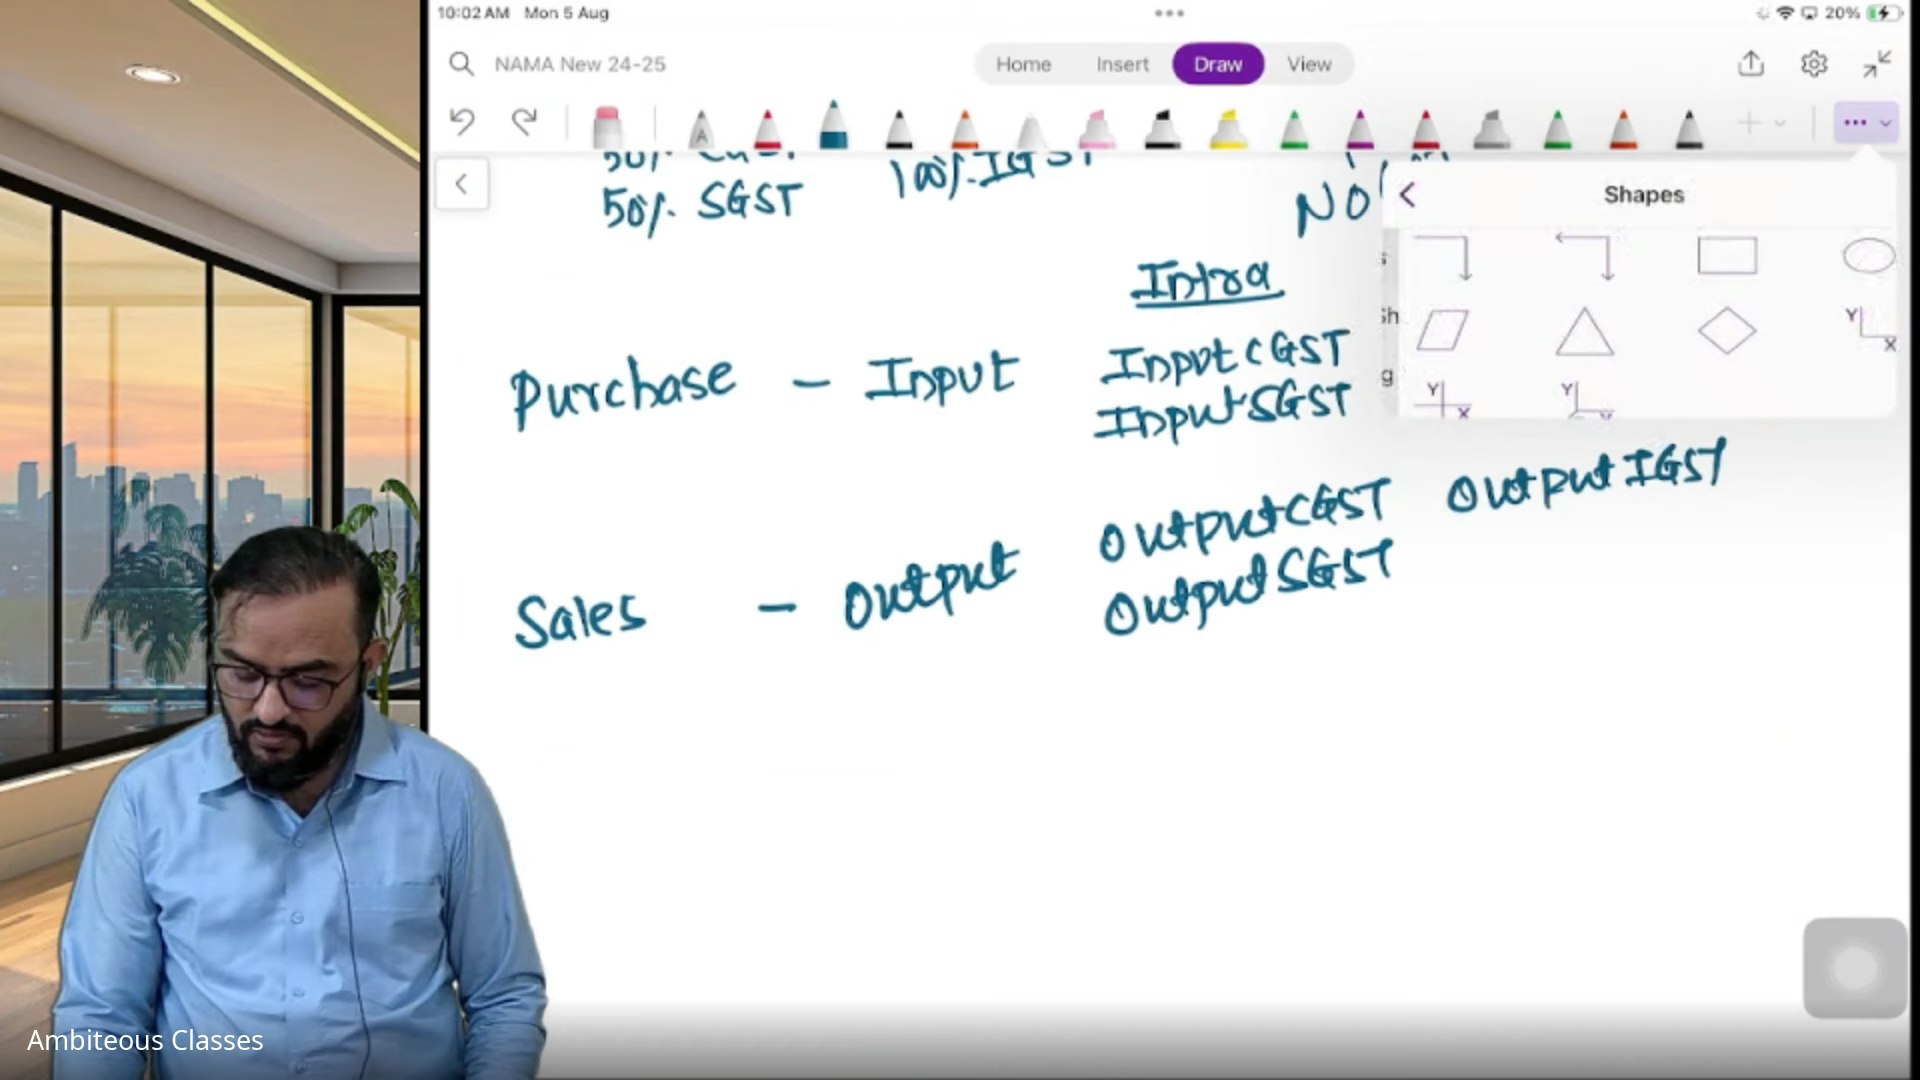 10:02 AM Mon 5 Aug
20%
NAMA New 24-25
Home Insert Draw View
A
50% SGST 100% IGST
NO
Shapes
Intra
Purchase - Input Input CGST
Input SGST
Output CGST Output IGST
Sales - Output
Output SGST
Y X
Y X
Y
Ambiteous Classes